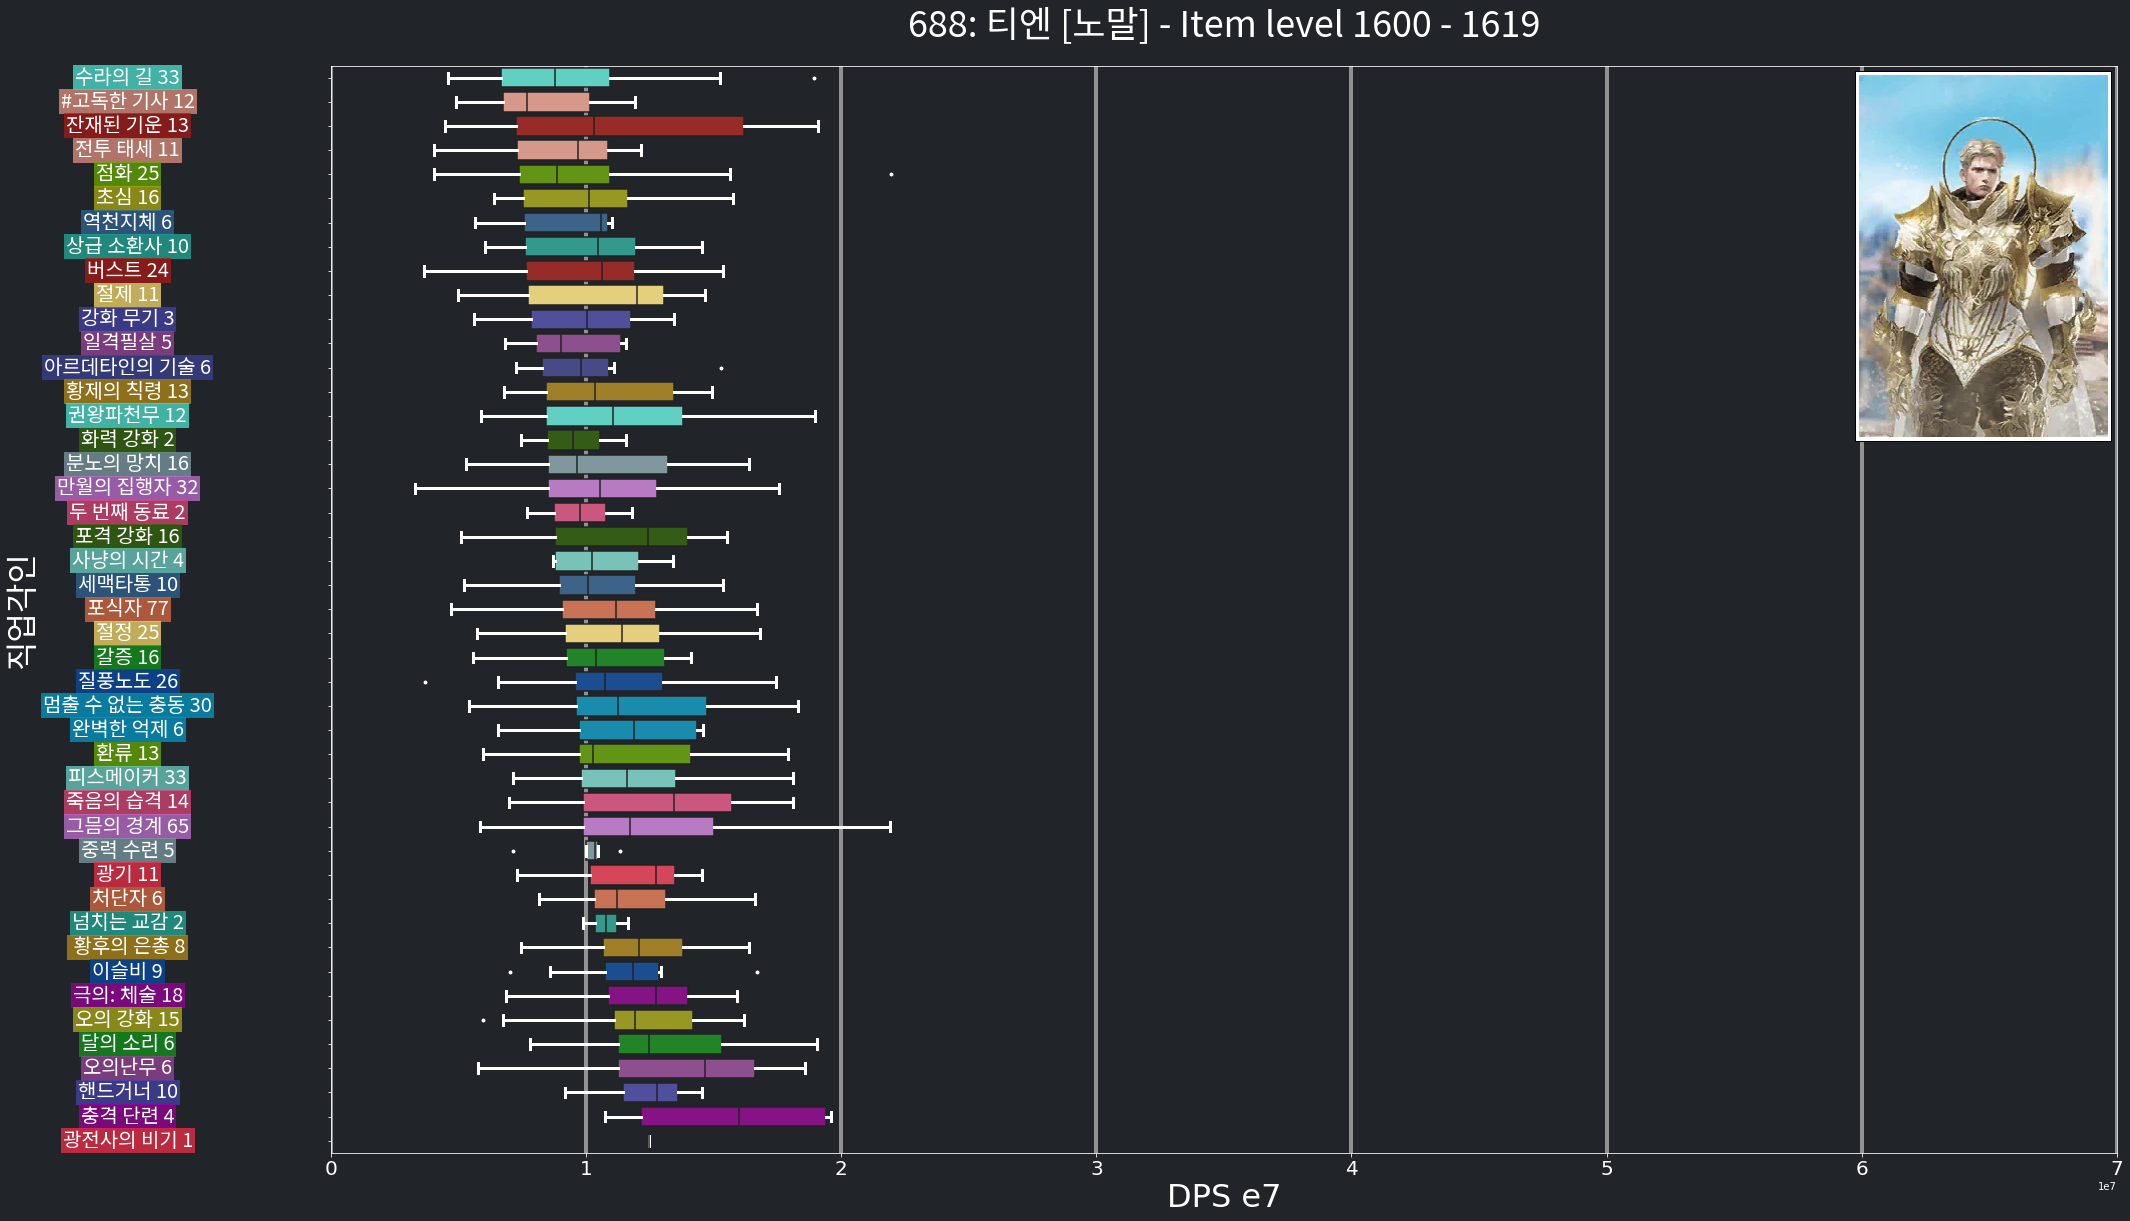 688: 티엔 [노말] - Item level 1600 - 1619
수라의 길 33
#고독한 기사 12
잔재된 기운 13
전투 태세 11
점화 25
초심 16
역천지체 6
상급 소환사 10
버스트 24
절제 11
강화 무기 3
일격필살 5
아르데타인의 기술 6
황제의 칙령 13
권왕파천무 12
화력 강화 2
분노의 망치 16
만월의 집행자 32
두 번째 동료 2
포격 강화 16
사냥의 시간 4
세맥타통 10
포식자 77
절정 25
갈증 16
질풍노도 26
멈출 수 없는 충동 30
완벽한 억제 6
환류 13
피스메이커 33
죽음의 습격 14
그믐의 경계 65
중력 수련 5
광기 11
처단자 6
넘치는 교감 2
황후의 은총 8
이슬비 9
극의: 체술 18
오의 강화 15
달의 소리 6
오의난무 6
핸드거너 10
충격 단련 4
광전사의 비기 1
직업각인
0 1 2 3 4 5 6 7
1e7
DPS e7